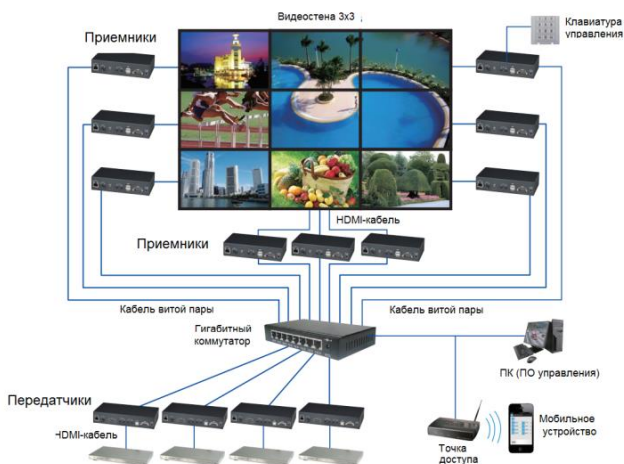 Видеостена 3x3
Клавиатура
управления
Приемники
HDMI-кабель
Приемники
Кабель витой пары
Кабель витой пары
Гигабитный
коммутатор
ПК (ПО управления)
Передатчики
HDMI-кабель
Мобильное
устройство
Точка
доступа